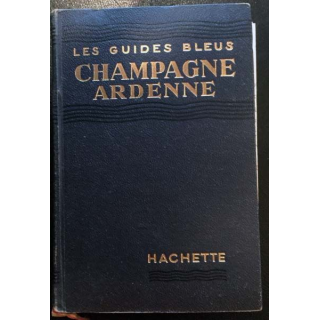 LES GUIDES BLEUS
CHAMPAGNE
ARDENNE
HACHETTE